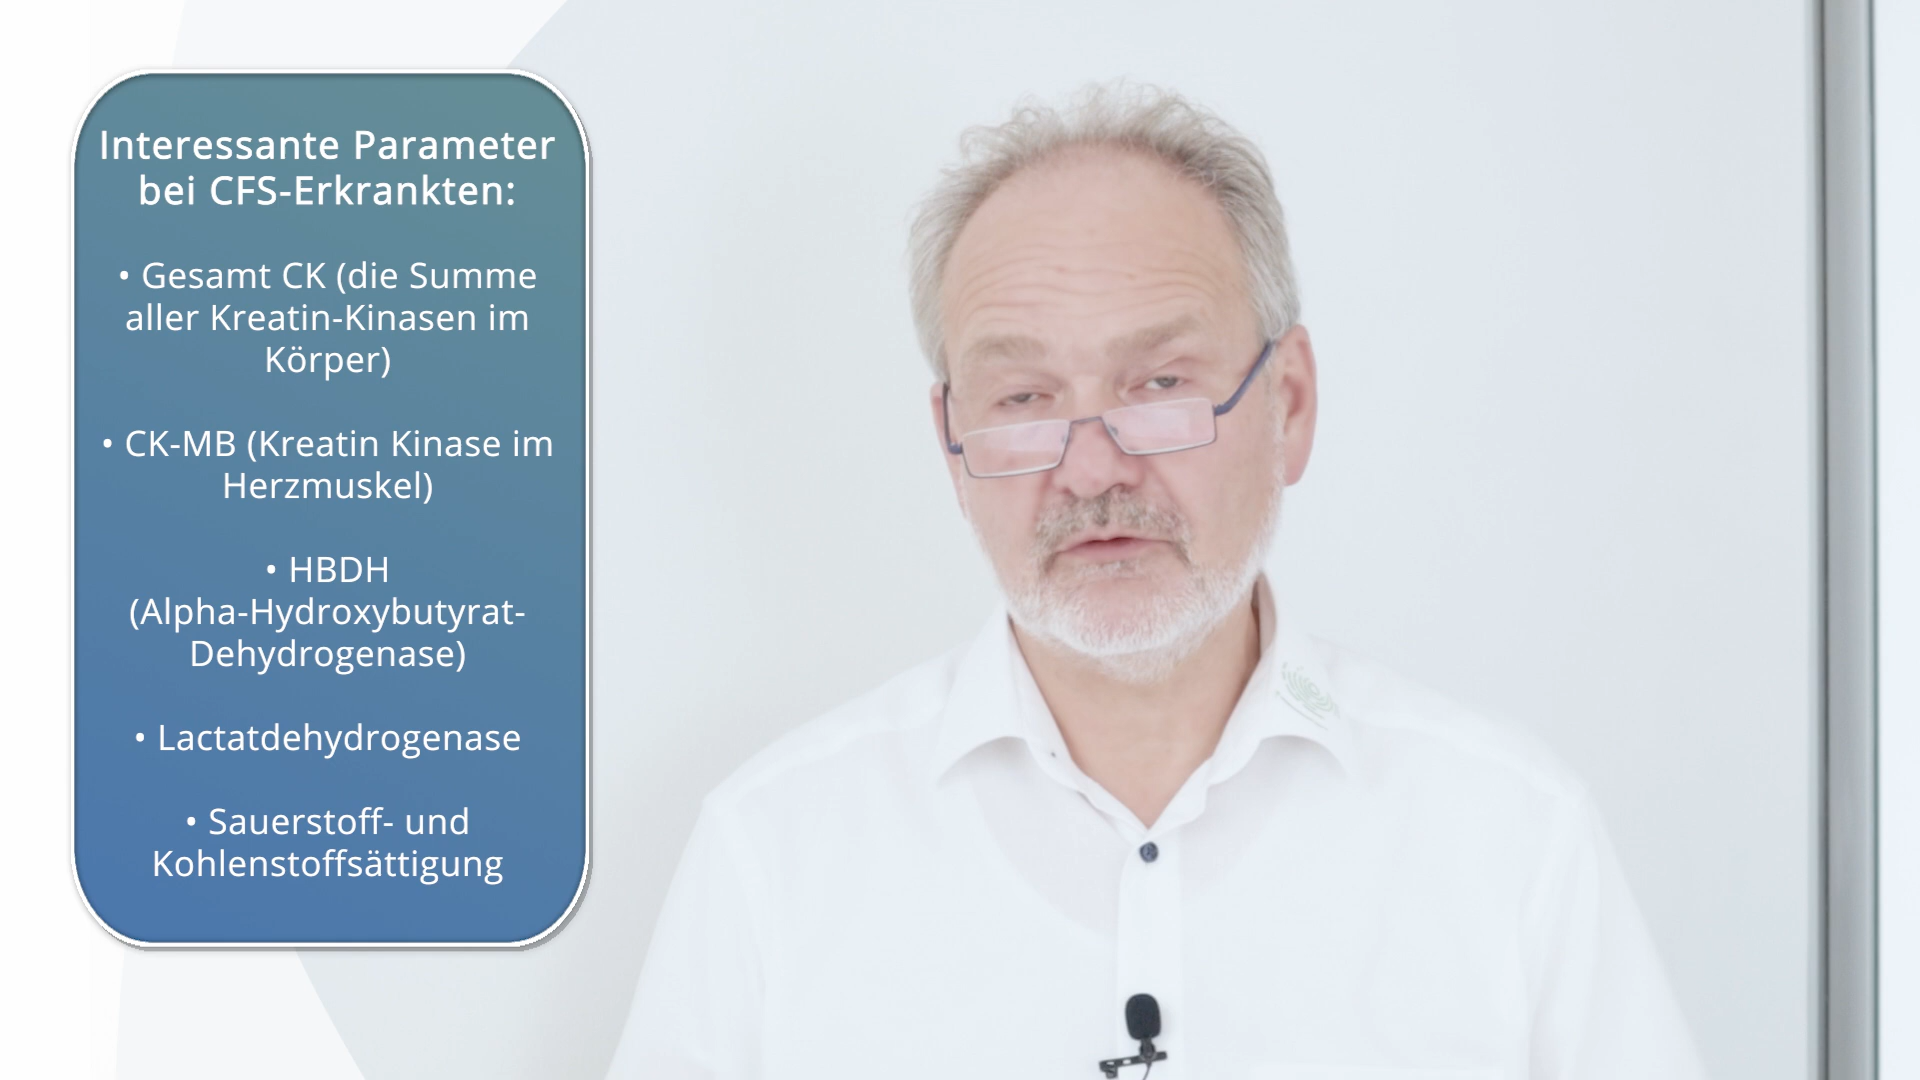 Interessante Parameter
bei CFS-Erkrankten:
• Gesamt CK (die Summe
aller Kreatin-Kinasen im
Körper)
• CK-MB (Kreatin Kinase im
Herzmuskel)
• HBDH
(Alpha-Hydroxybutyrat-
Dehydrogenase)
• Lactatdehydrogenase
• Sauerstoff- und
Kohlenstoffsättigung